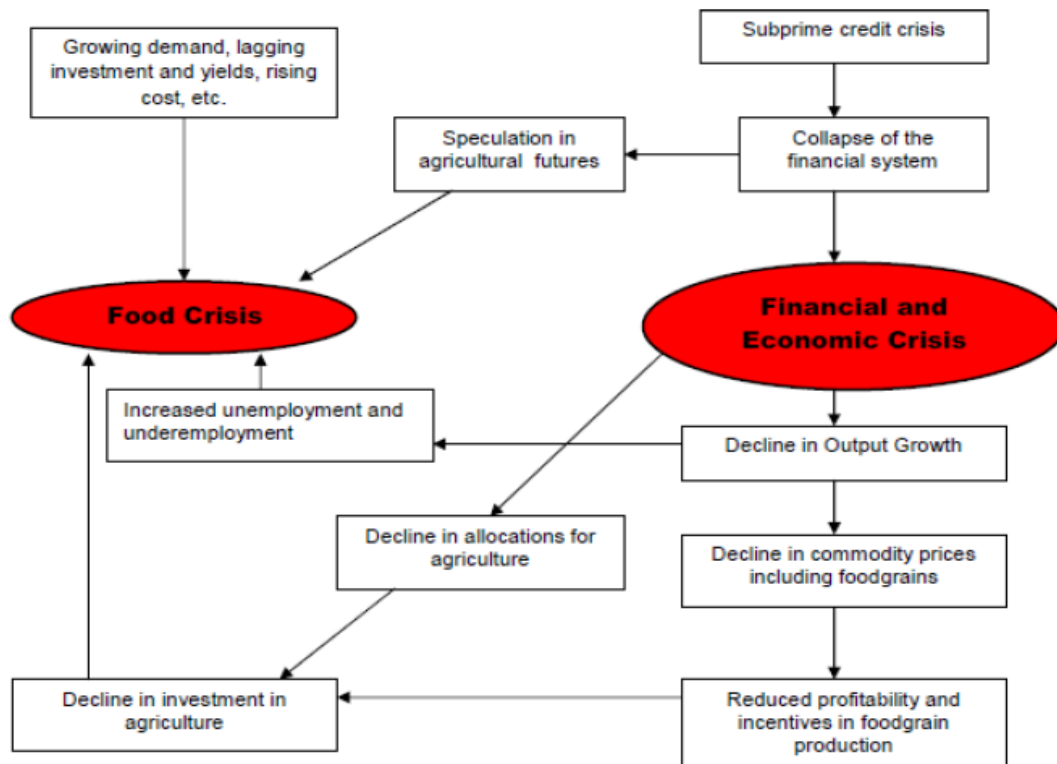 Growing demand, lagging
investment and yields, rising
cost, etc.
Subprime credit crisis
Speculation in
agricultural futures
Collapse of the
financial system
Food Crisis
Financial and
Economic Crisis
Increased unemployment and
underemployment
Decline in Output Growth
Decline in allocations for
agriculture
Decline in commodity prices
including foodgrains
Decline in investment in
agriculture
Reduced profitability and
incentives in foodgrain
production